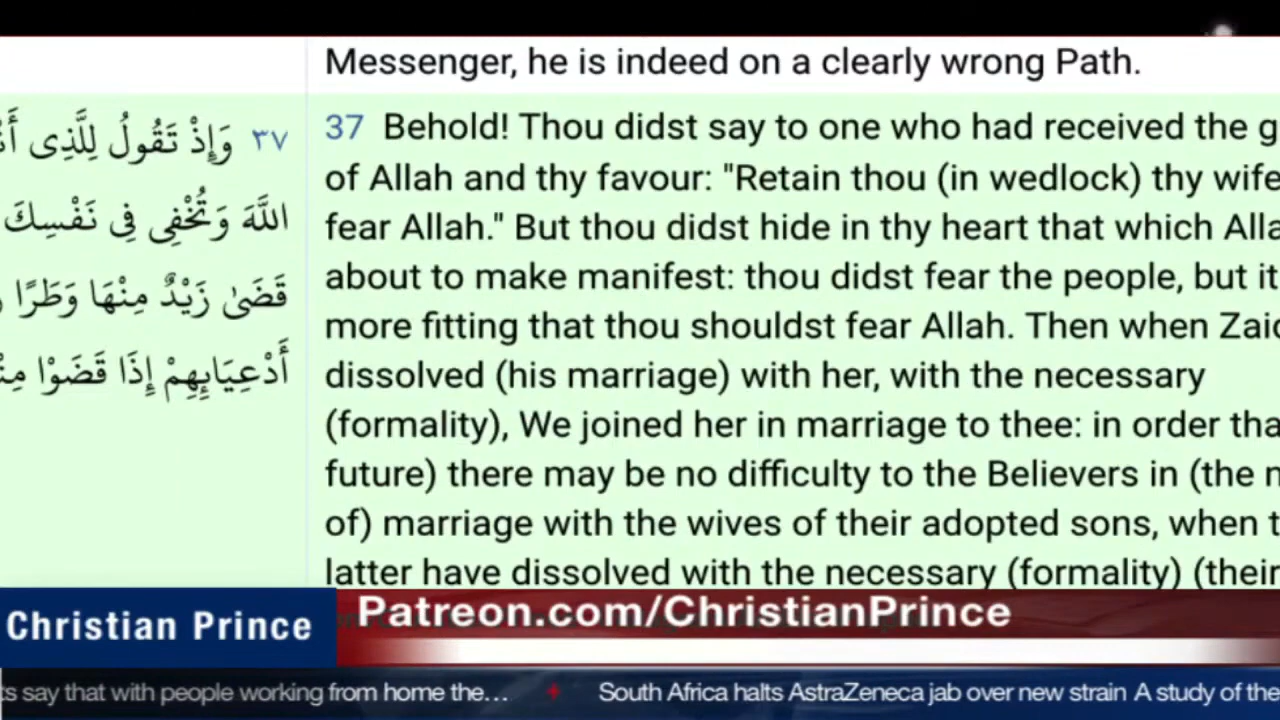 Messenger, he is indeed on a clearly wrong Path.
٣٧ وَإِذْ تَقُولُ لِلَّذِى
اللَّهَ وَتُخْفِى فِى نَفْسِكَ
قَضَىٰ زَيْدٌ مِنْهَا وَطَرًا
أَدْعِيَايِهِمْ إِذَا قَضَوْا
37 Behold! Thou didst say to one who had received the g
of Allah and thy favour: "Retain thou (in wedlock) thy wife
fear Allah." But thou didst hide in thy heart that which Alla
about to make manifest: thou didst fear the people, but it
more fitting that thou shouldst fear Allah. Then when Zaid
dissolved (his marriage) with her, with the necessary
(formality), We joined her in marriage to thee: in order tha
future) there may be no difficulty to the Believers in (the m
of) marriage with the wives of their adopted sons, when t
latter have dissolved with the necessary (formality) (their
Christian Prince
Patreon.com/ChristianPrince
s say that with people working from home the... South Africa halts AstraZeneca jab over new strain A study of the